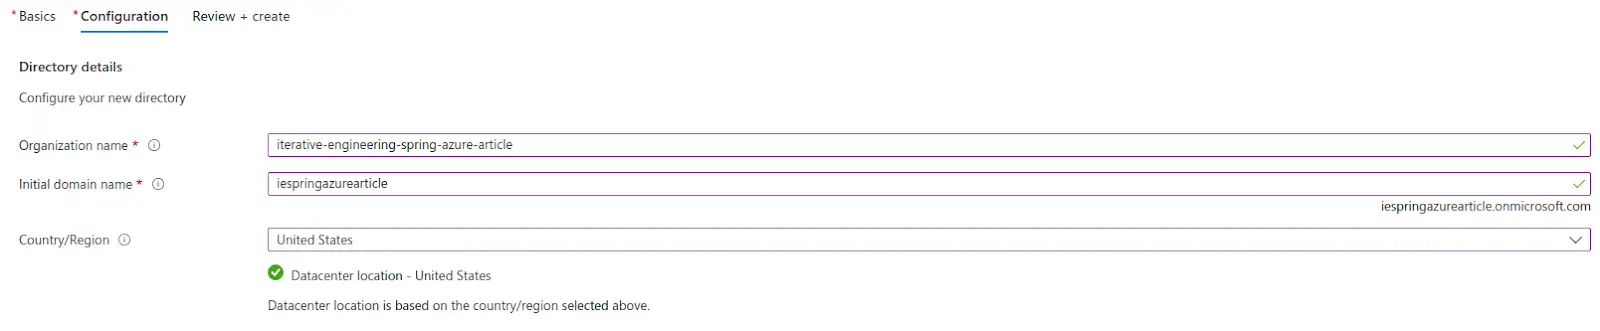 * Basics * Configuration Review + create
Directory details
Configure your new directory
Organization name * iterative-engineering-spring-azure-article
Initial domain name * iespringazurearticle
iespringazurearticle.onmicrosoft.com
Country/Region United States
Datacenter location - United States
Datacenter location is based on the country/region selected above.